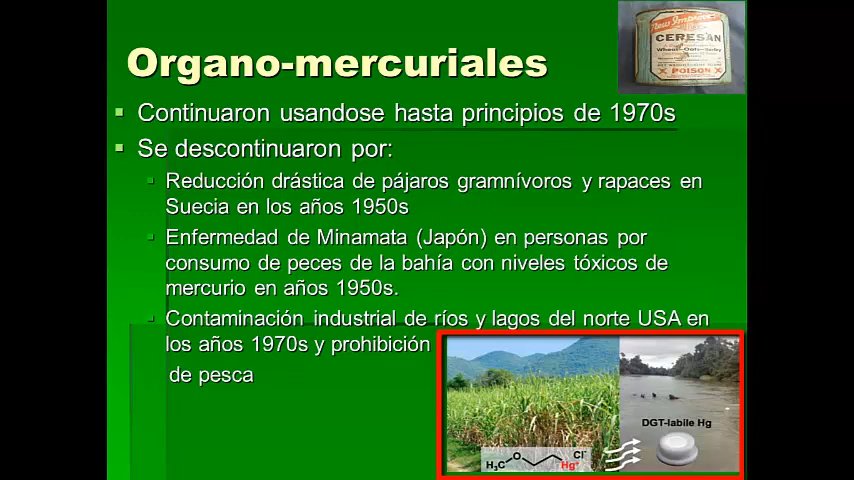 Organo-mercuriales
New Improved
CERESAN
Wheat-Oats-Barley
POISON
Continuaron usandose hasta principios de 1970s
Se descontinuaron por:
Reducción drástica de pájaros gramnívoros y rapaces en
Suecia en los años 1950s
Enfermedad de Minamata (Japón) en personas por
consumo de peces de la bahía con niveles tóxicos de
mercurio en años 1950s.
Contaminación industrial de ríos y lagos del norte USA en
los años 1970s y prohibición
de pesca
DGT-labile Hg
H3C O Hg+ Cl-